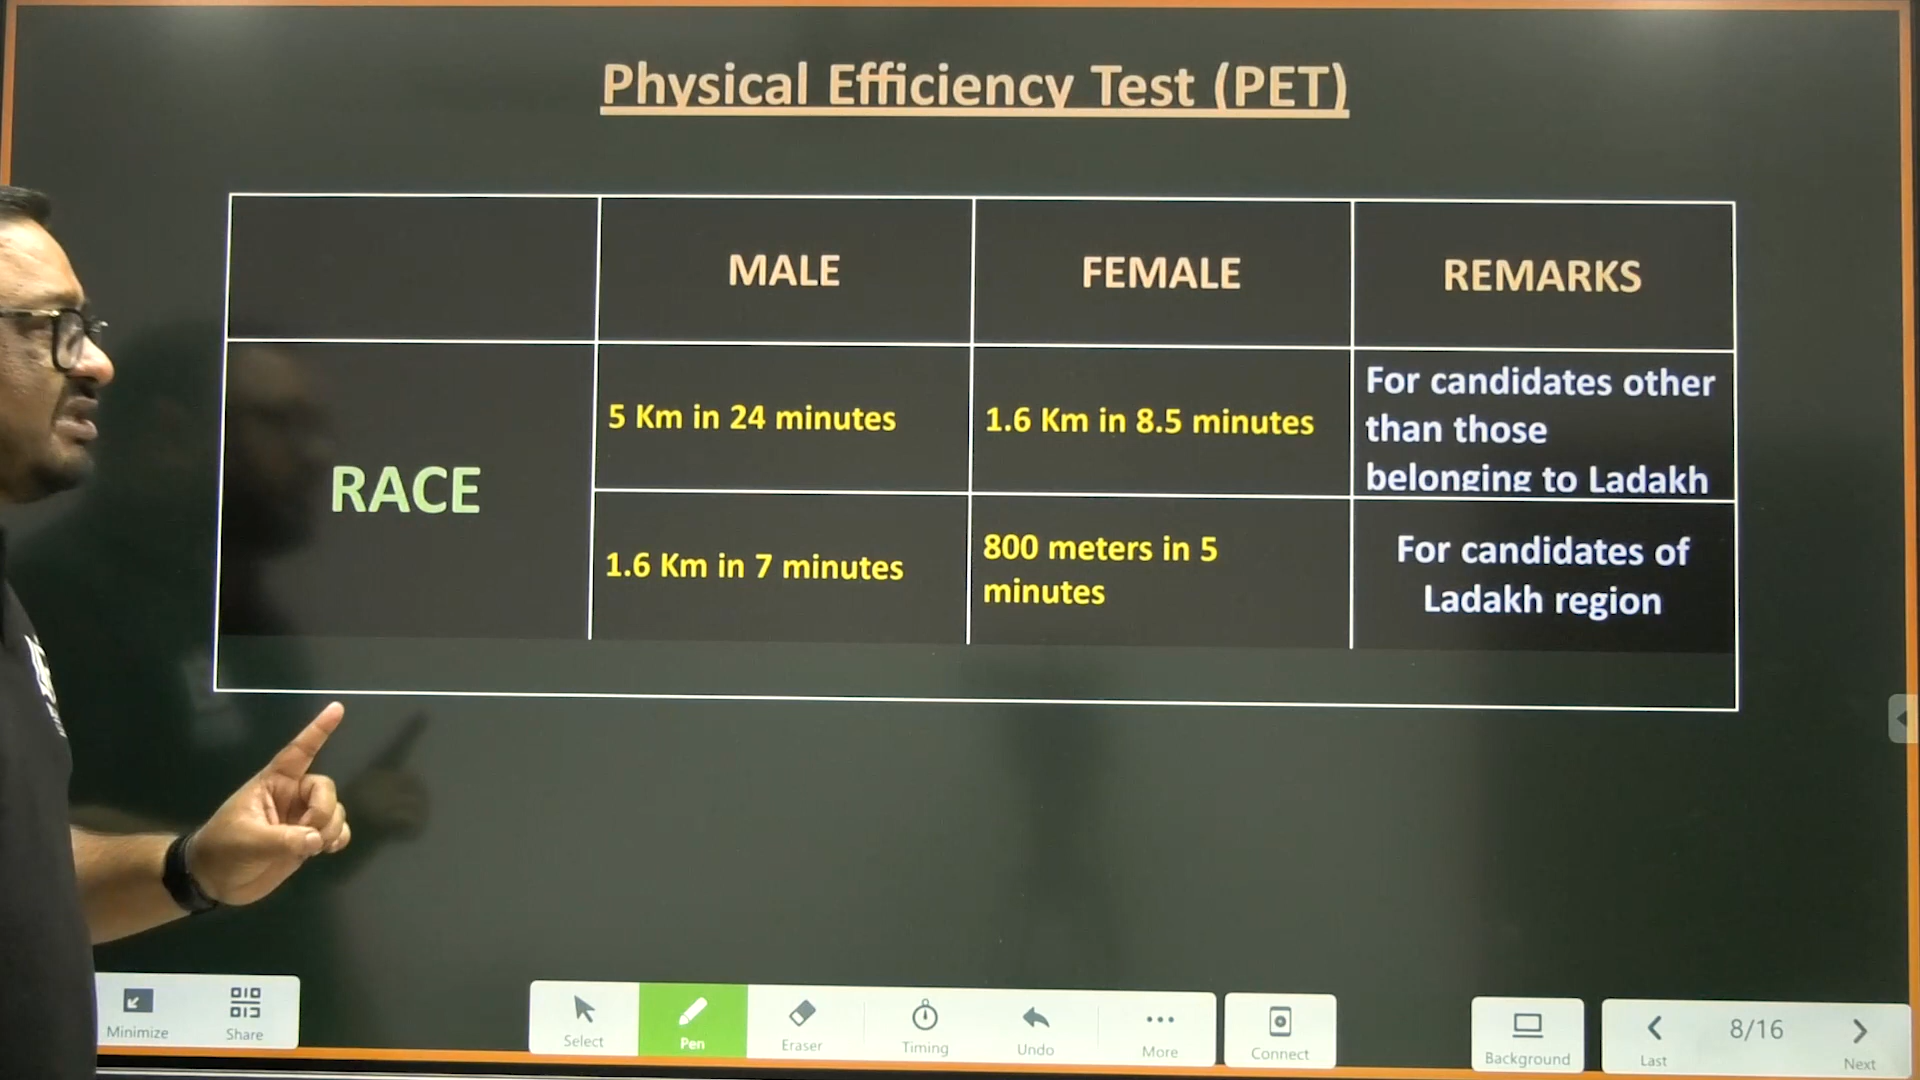 Physical Efficiency Test (PET)
MALE
FEMALE
REMARKS
RACE
5 Km in 24 minutes
1.6 Km in 8.5 minutes
For candidates other
than those
belonging to Ladakh
1.6 Km in 7 minutes
800 meters in 5
minutes
For candidates of
Ladakh region
Minimize
Share
Select
Pen
Eraser
Timing
Undo
More
Connect
Background
Last
8/16
Next